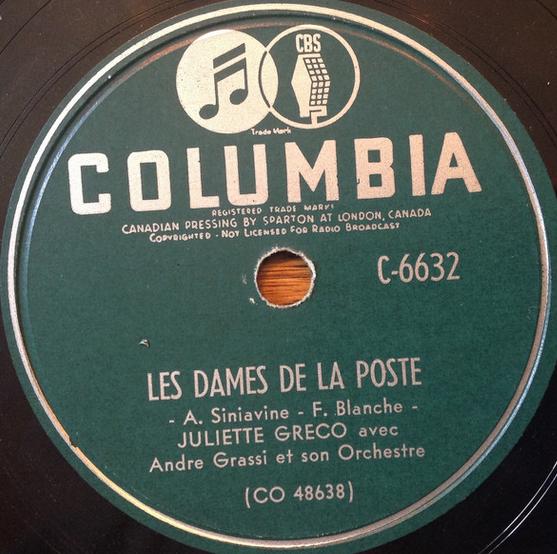 CBS
Trade Mark
COLUMBIA
REGISTERED TRADE MARKS
CANADIAN PRESSING BY SPARTON AT LONDON, CANADA
COPYRIGHTED - NOT LICENSED FOR RADIO BROADCAST
C-6632
LES DAMES DE LA POSTE
- A. Siniavine - F. Blanche -
JULIETTE GRECO avec
Andre Grassi et son Orchestre
(CO 48638)